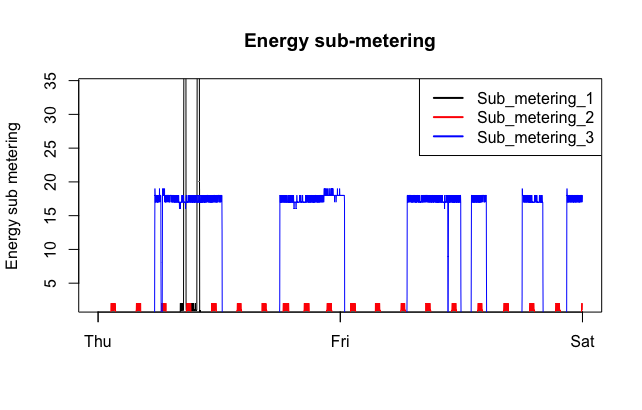 Energy sub-metering
Energy sub metering
35
30
25
20
15
10
5
Sub_metering_1
Sub_metering_2
Sub_metering_3
Thu
Fri
Sat